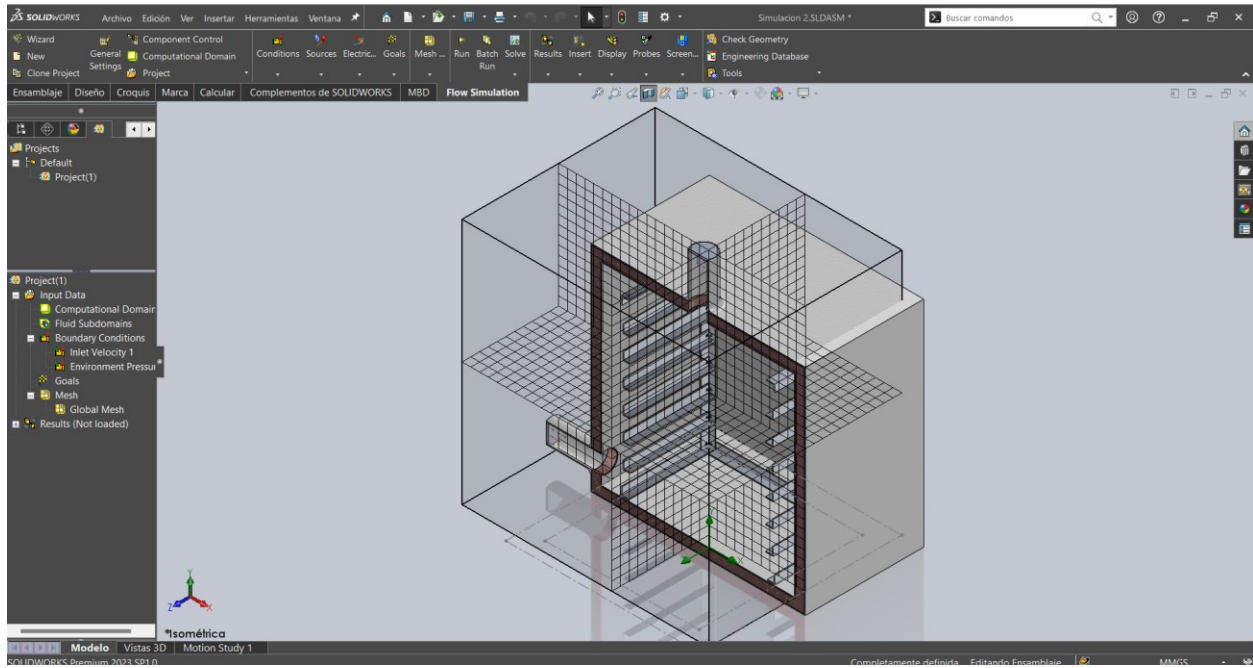 SOLIDWORKS Archivo Edición Ver Insertar Herramientas Ventana Simulacion 2.SLDASM * Buscar comandos
Wizard
New
Clone Project
General Settings
Component Control
Computational Domain
Project
Conditions Sources Electric... Goals Mesh ... Run Batch Run Solve Results Insert Display Probes Screen...
Check Geometry
Engineering Database
Tools
Ensamblaje Diseño Croquis Marca Calcular Complementos de SOLIDWORKS MBD Flow Simulation
Projects
Default
Project(1)
Project(1)
Input Data
Computational Domair
Fluid Subdomains
Boundary Conditions
Inlet Velocity 1
Environment Pressu
Goals
Mesh
Global Mesh
Results (Not loaded)
Y
X
Y
Z
X
*Isométrica
Modelo Vistas 3D Motion Study 1
SOLIDWORKS Premium 2023 SP1.0 Completamente definida Editando Ensamblaje MMGS